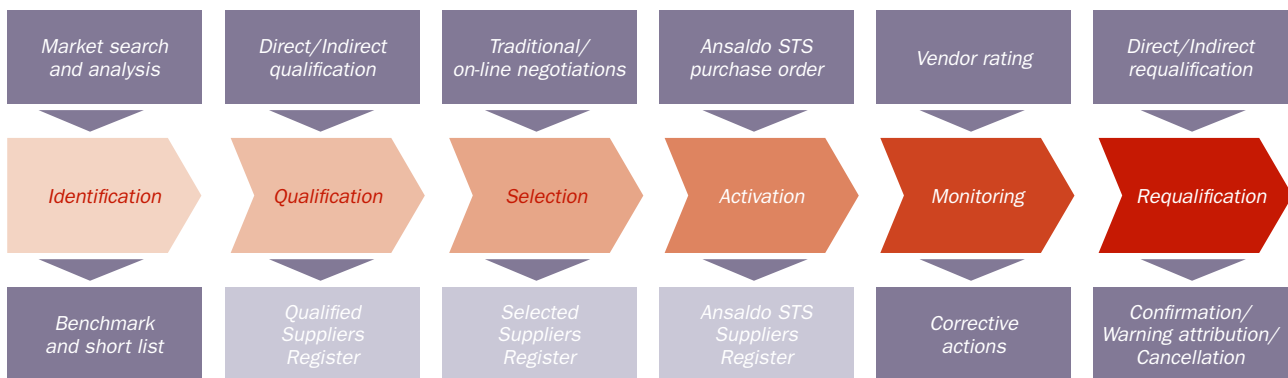 Market search
and analysis
Direct/Indirect
qualification
Traditional/
on-line negotiations
Ansaldo STS
purchase order
Vendor rating
Direct/Indirect
requalification
Identification
Qualification
Selection
Activation
Monitoring
Requalification
Benchmark
and short list
Qualified
Suppliers
Register
Selected
Suppliers
Register
Ansaldo STS
Suppliers
Register
Corrective
actions
Confirmation/
Warning attribution/
Cancellation